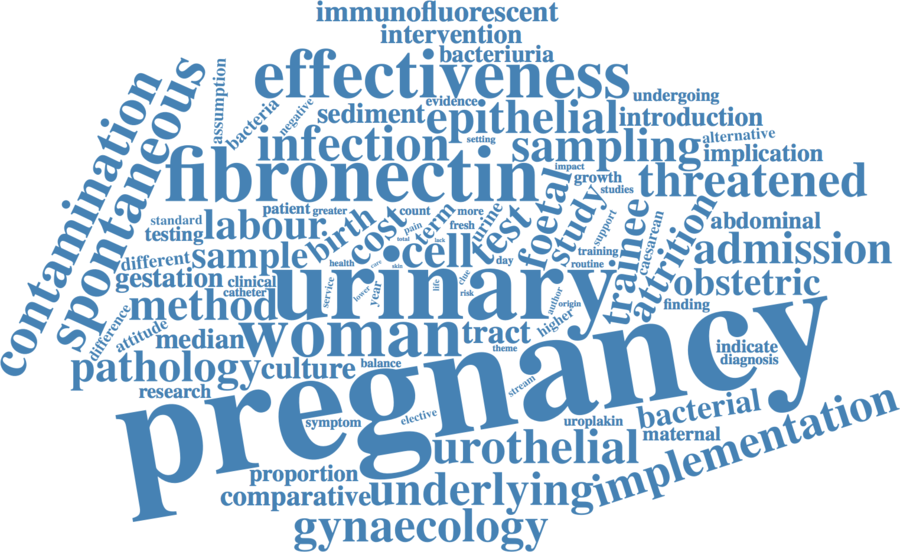 immunofluorescent
intervention
bacteriuria
effectiveness
undergoing
assumption
bacteria
negative
evidence
sediment
epithelial
introduction
contamination
spontaneous
infection
setting
sampling
alternative
implication
fibronectin
impact
growth
studies
threatened
standard
testing
labour
patient
greater
birth
cost
count
term
more
fresh
urine
test
foetal
study
support
trainee
caesarean
attrition
abdominal
admission
different
sample
health
care
skin
total
pain
lack
cell
day
training
routine
gestation
clinical
catheter
urinary
obstetric
method
service
lower
year
life
clue
risk
author
origin
higher
finding
difference
attitude
median
woman
tract
theme
indicate
diagnosis
pathology
culture
balance
research
pregnancy
stream
symptom
elective
uroplakin
bacterial
maternal
urothelial
implementation
proportion
comparative
underlying
gynaecology